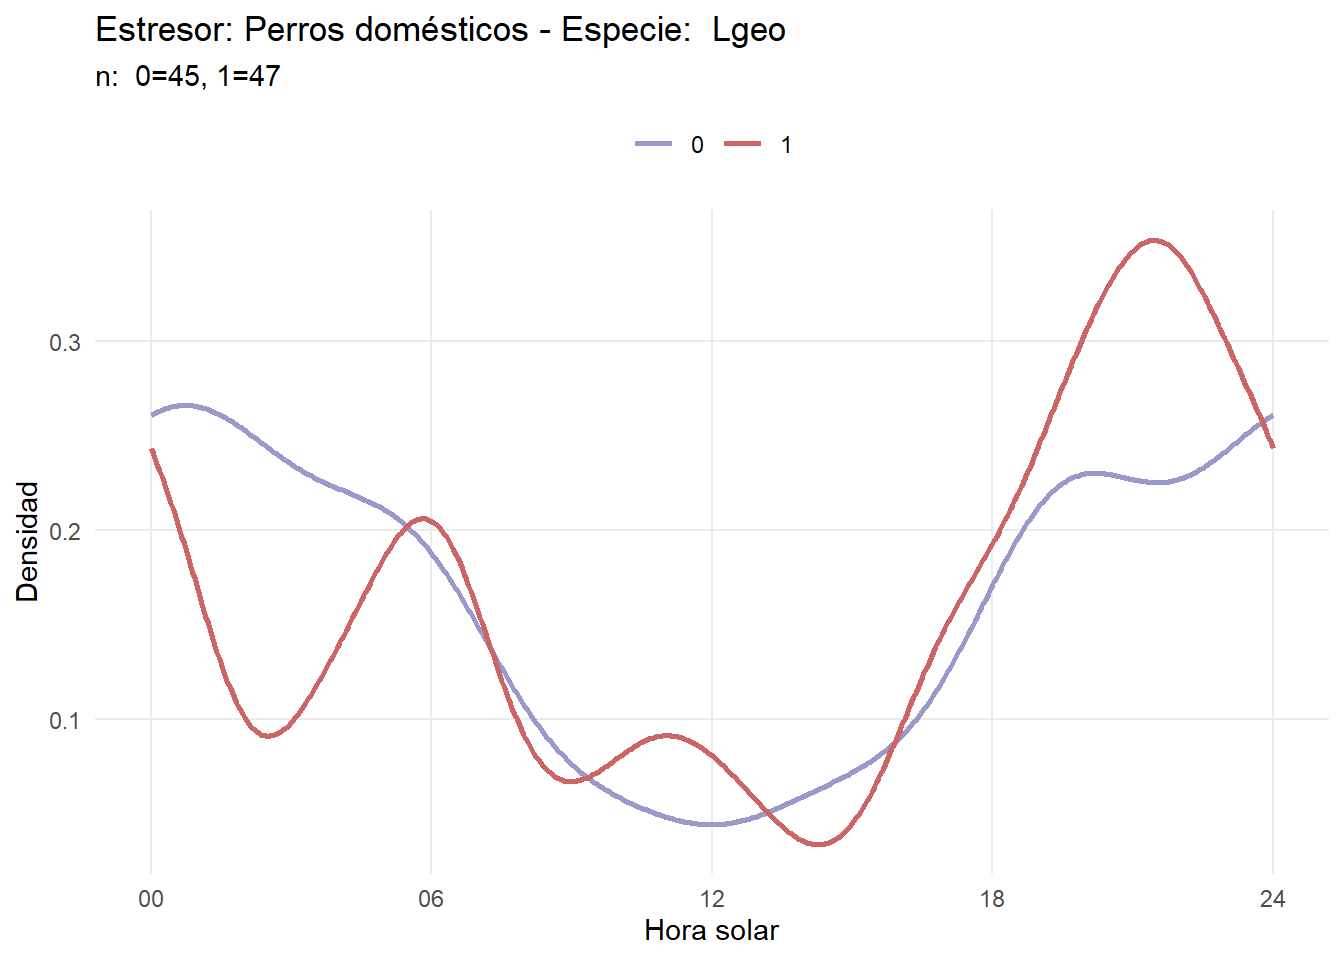 Estresor: Perros domésticos - Especie:  Lgeo
n:  0=45, 1=47
0 1
0.3
0.2
0.1
Densidad
00 06 12 18 24
Hora solar